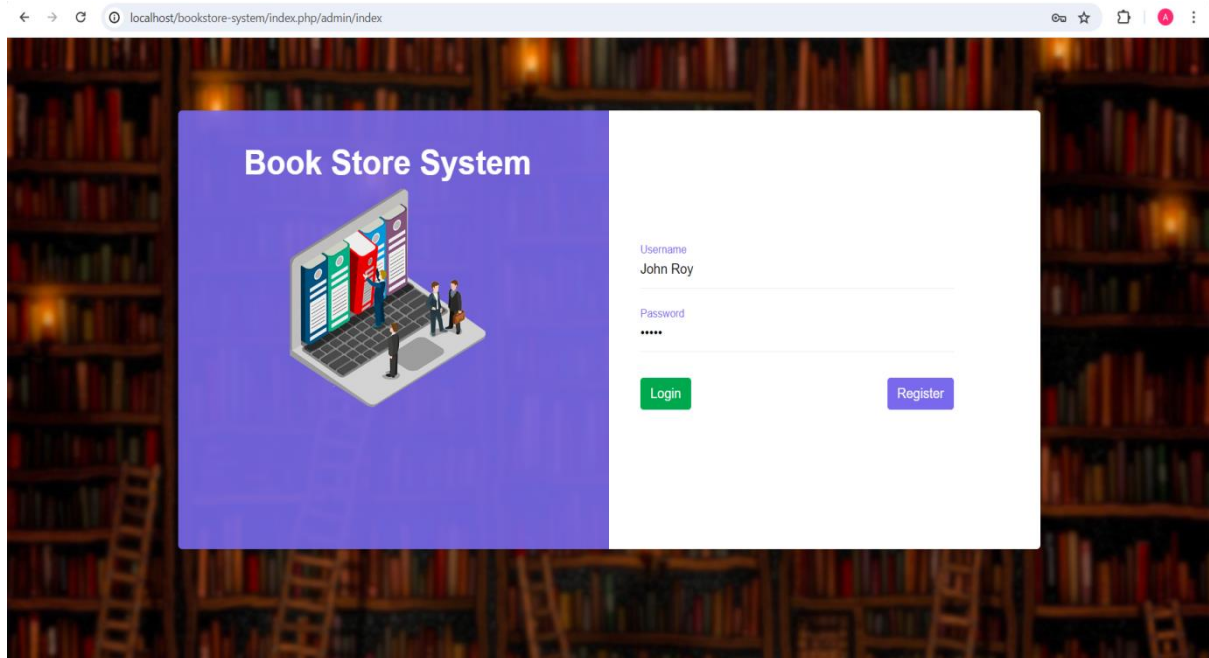 localhost/bookstore-system/index.php/admin/index
A
Book Store System
Username
John Roy
Password
•••••
Login
Register